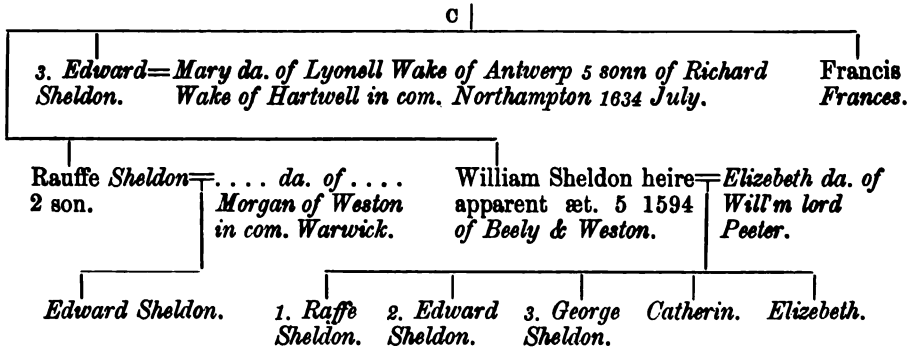 C
3. Edward=Mary da. of Lyonell Wake of Antwerp 5 sonn of Richard Francis
Sheldon. Wake of Hartwell in com. Northampton 1634 July. Frances.
Rauffe Sheldon=.... da. of .... William Sheldon heire=Elizebeth da. of
2 son. Morgan of Weston apparent æt. 5 1594 Will'm lord
in com. Warwick. of Beely & Weston. Peeter.
Edward Sheldon. 1. Raffe 2. Edward 3. George Catherin. Elizebeth.
Sheldon. Sheldon. Sheldon.